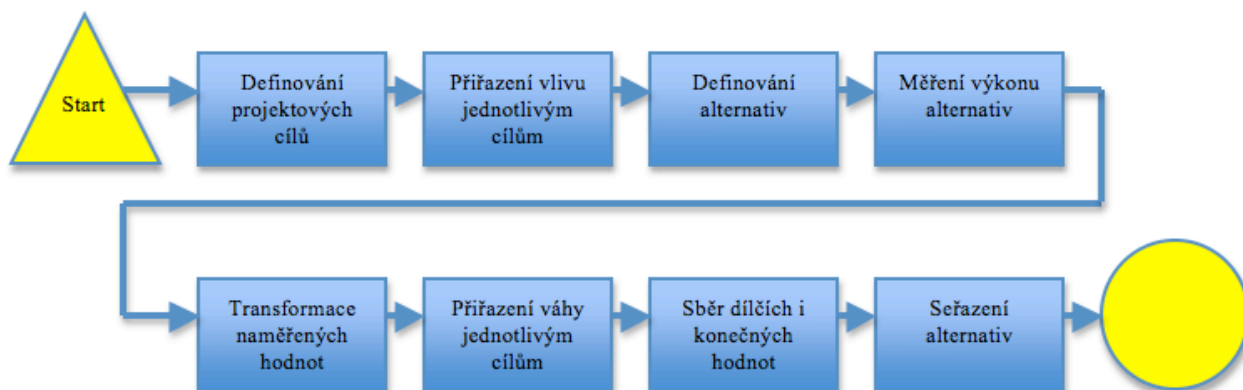 Start
Definování
projektových
cílů
Přiřazení vlivu
jednotlivým
cílům
Definování
alternativ
Měření výkonu
alternativ
Transformace
naměřených
hodnot
Přiřazení váhy
jednotlivým
cílům
Sběr dílčích i
konečných
hodnot
Seřazení
alternativ